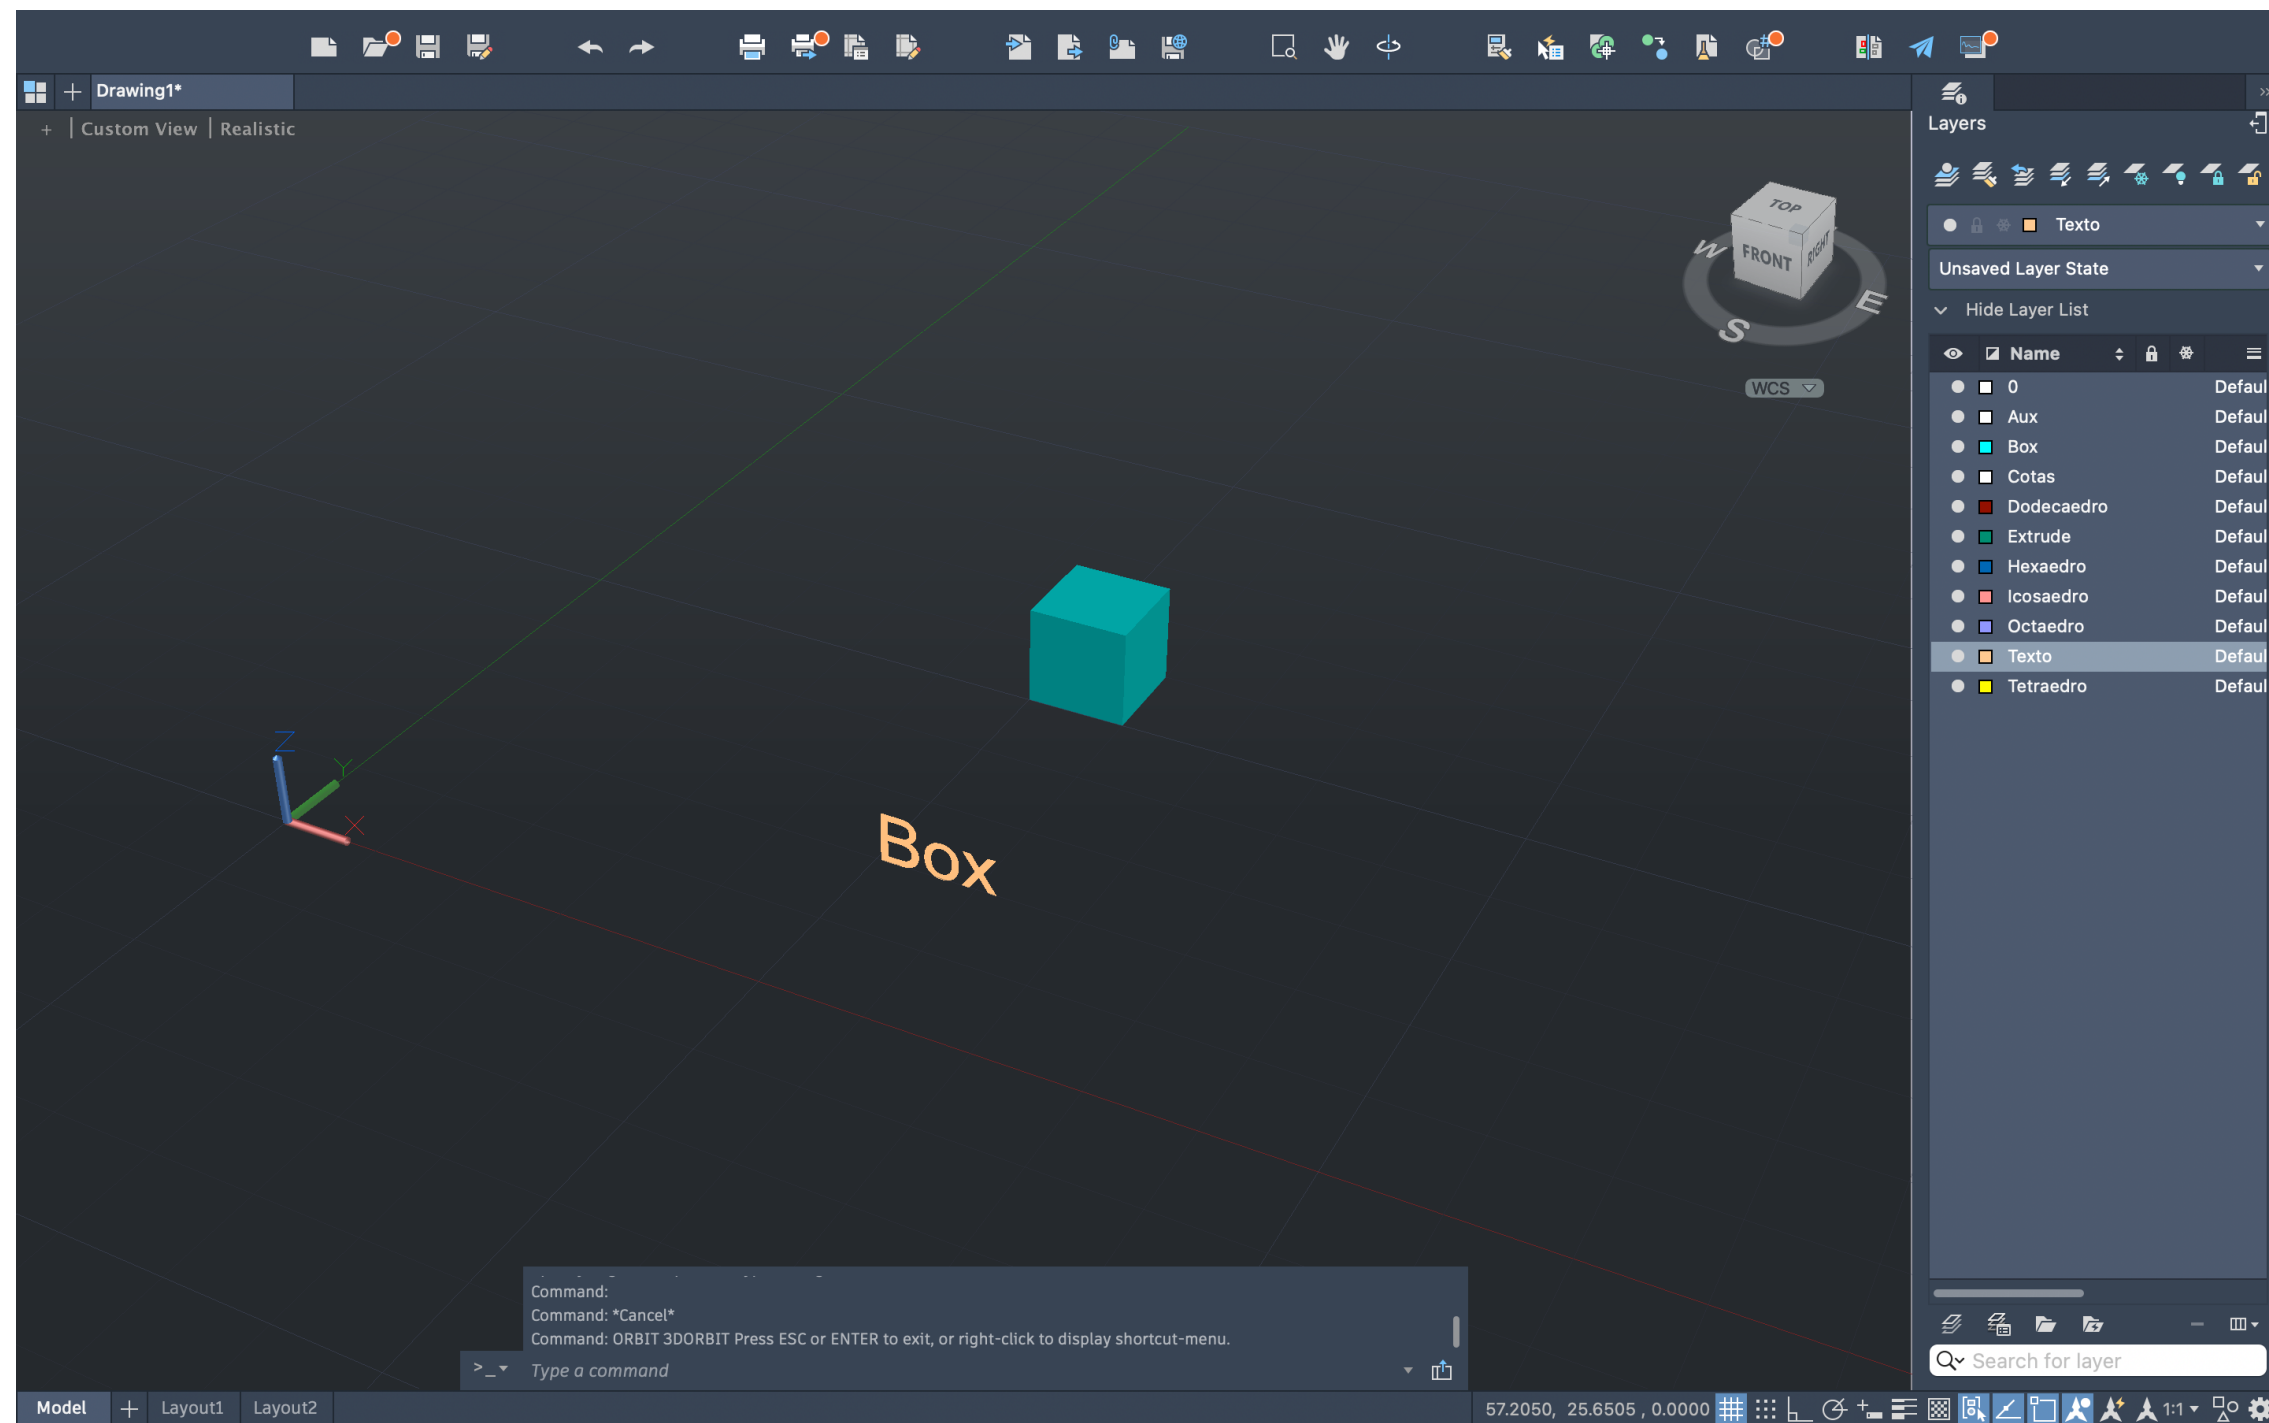 Drawing1*
+ | Custom View | Realistic
TOP
FRONT
RIGHT
W
S
E
WCS
Z
Y
X
Box
Layers
Texto
Unsaved Layer State
Hide Layer List
Name
0 Defaul
Aux Defaul
Box Defaul
Cotas Defaul
Dodecaedro Defaul
Extrude Defaul
Hexaedro Defaul
Icosaedro Defaul
Octaedro Defaul
Texto Defaul
Tetraedro Defaul
Search for layer
Command:
Command: *Cancel*
Command: ORBIT 3DORBIT Press ESC or ENTER to exit, or right-click to display shortcut-menu.
>_ Type a command
Model + Layout1 Layout2
57.2050, 25.6505 , 0.0000
1:1